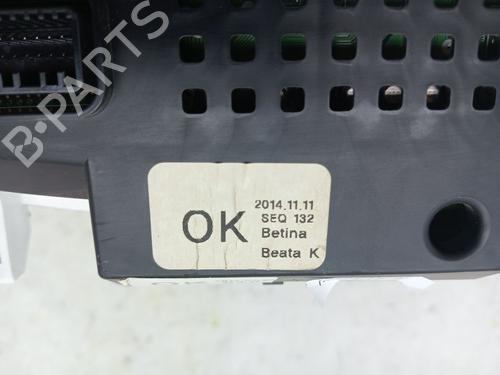 B-PARTS
OK
2014.11.11
SEQ 132
Betina
Beata K